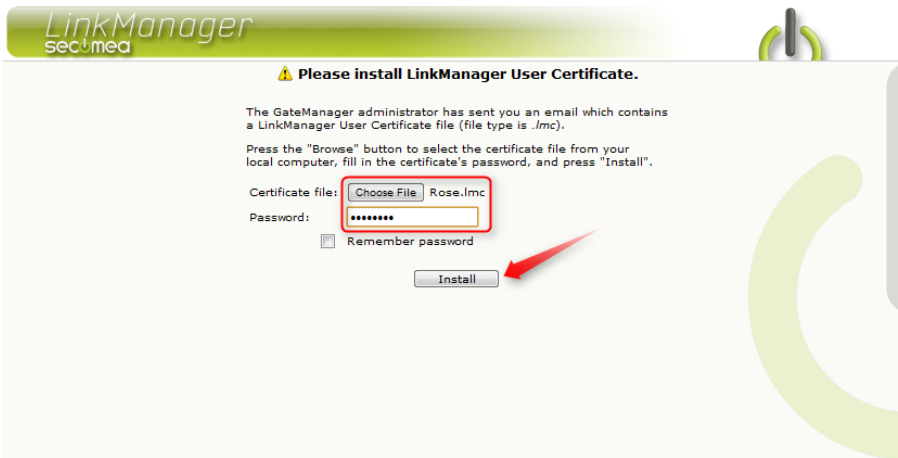 LinkManager
secomea
Please install LinkManager User Certificate.
The GateManager administrator has sent you an email which contains
a LinkManager User Certificate file (file type is .lmc).
Press the "Browse" button to select the certificate file from your
local computer, fill in the certificate's password, and press "Install".
Certificate file: Choose File Rose.lmc
Password: ••••••••
Remember password
Install